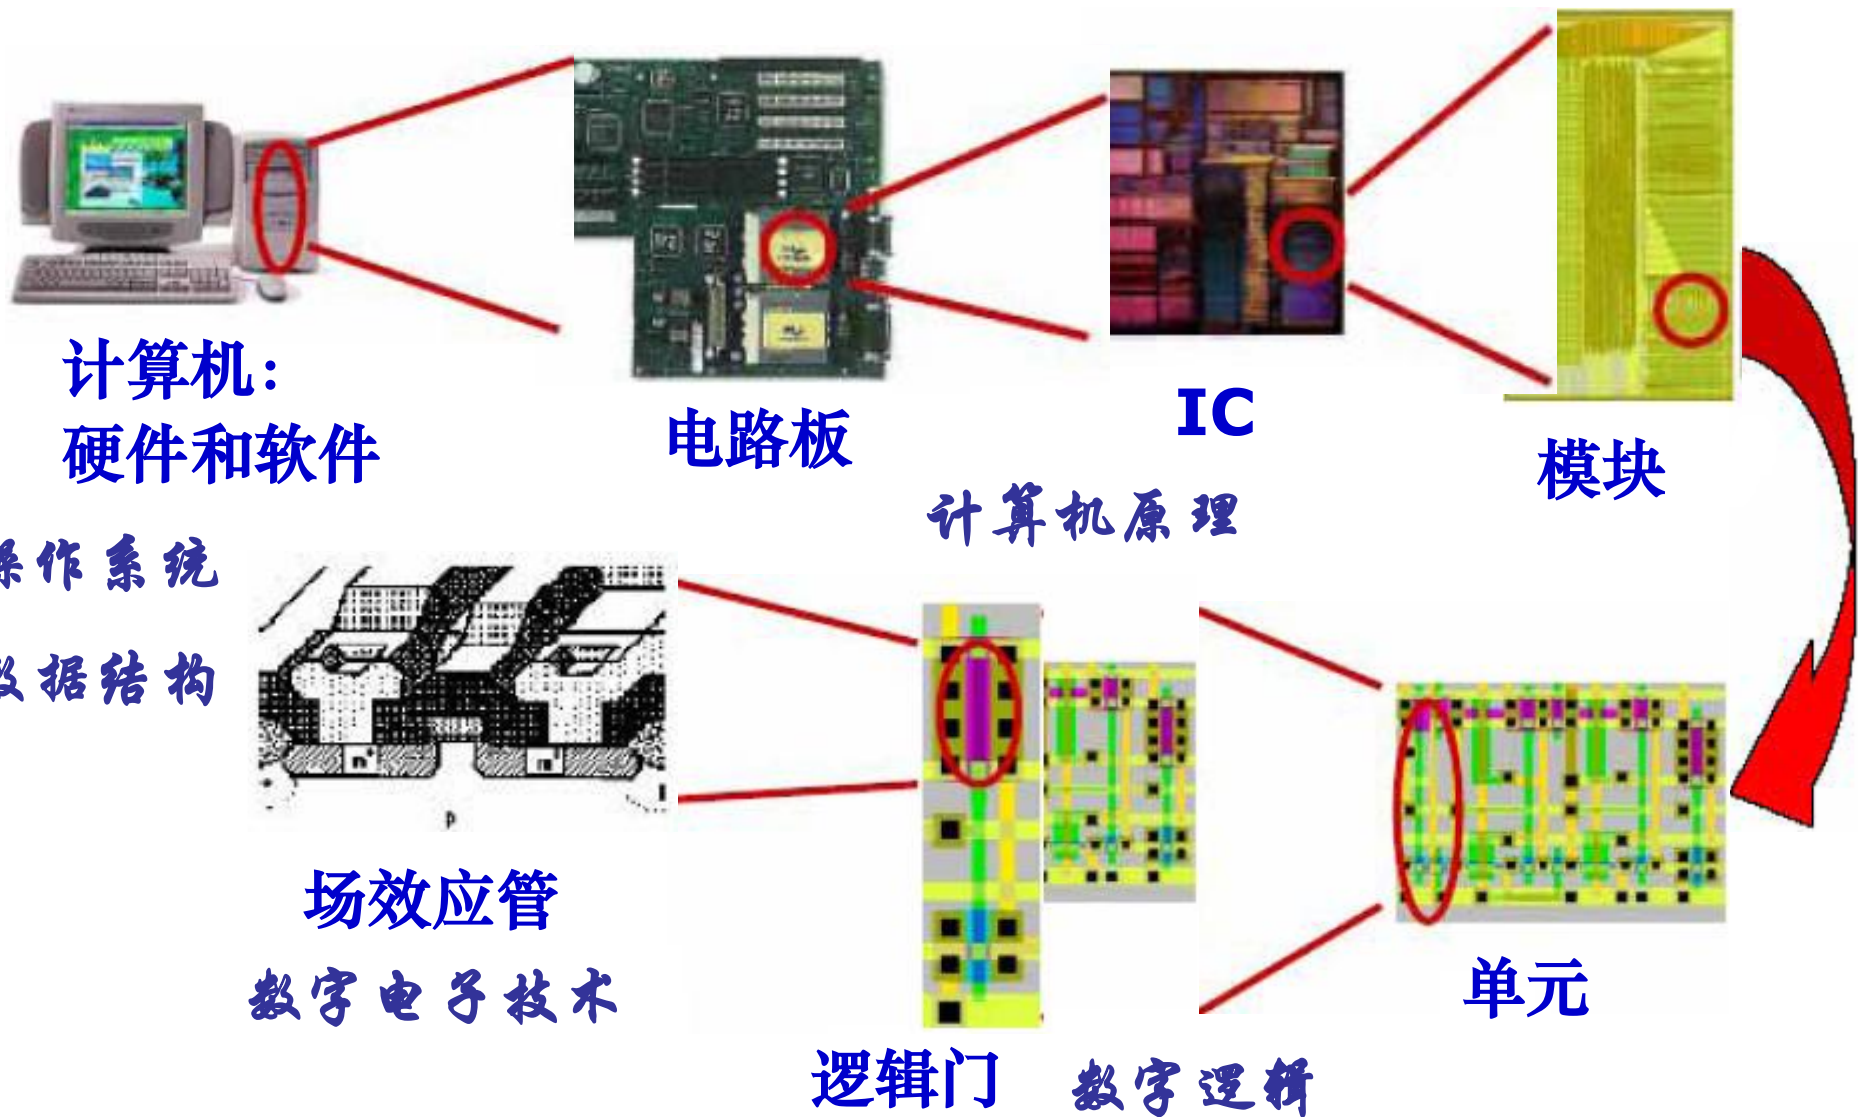 计算机：
硬件和软件
电路板
IC
模块
计算机原理
操作系统
数据结构
n⁺
p
场效应管
数字电子技术
单元
逻辑门
数字逻辑